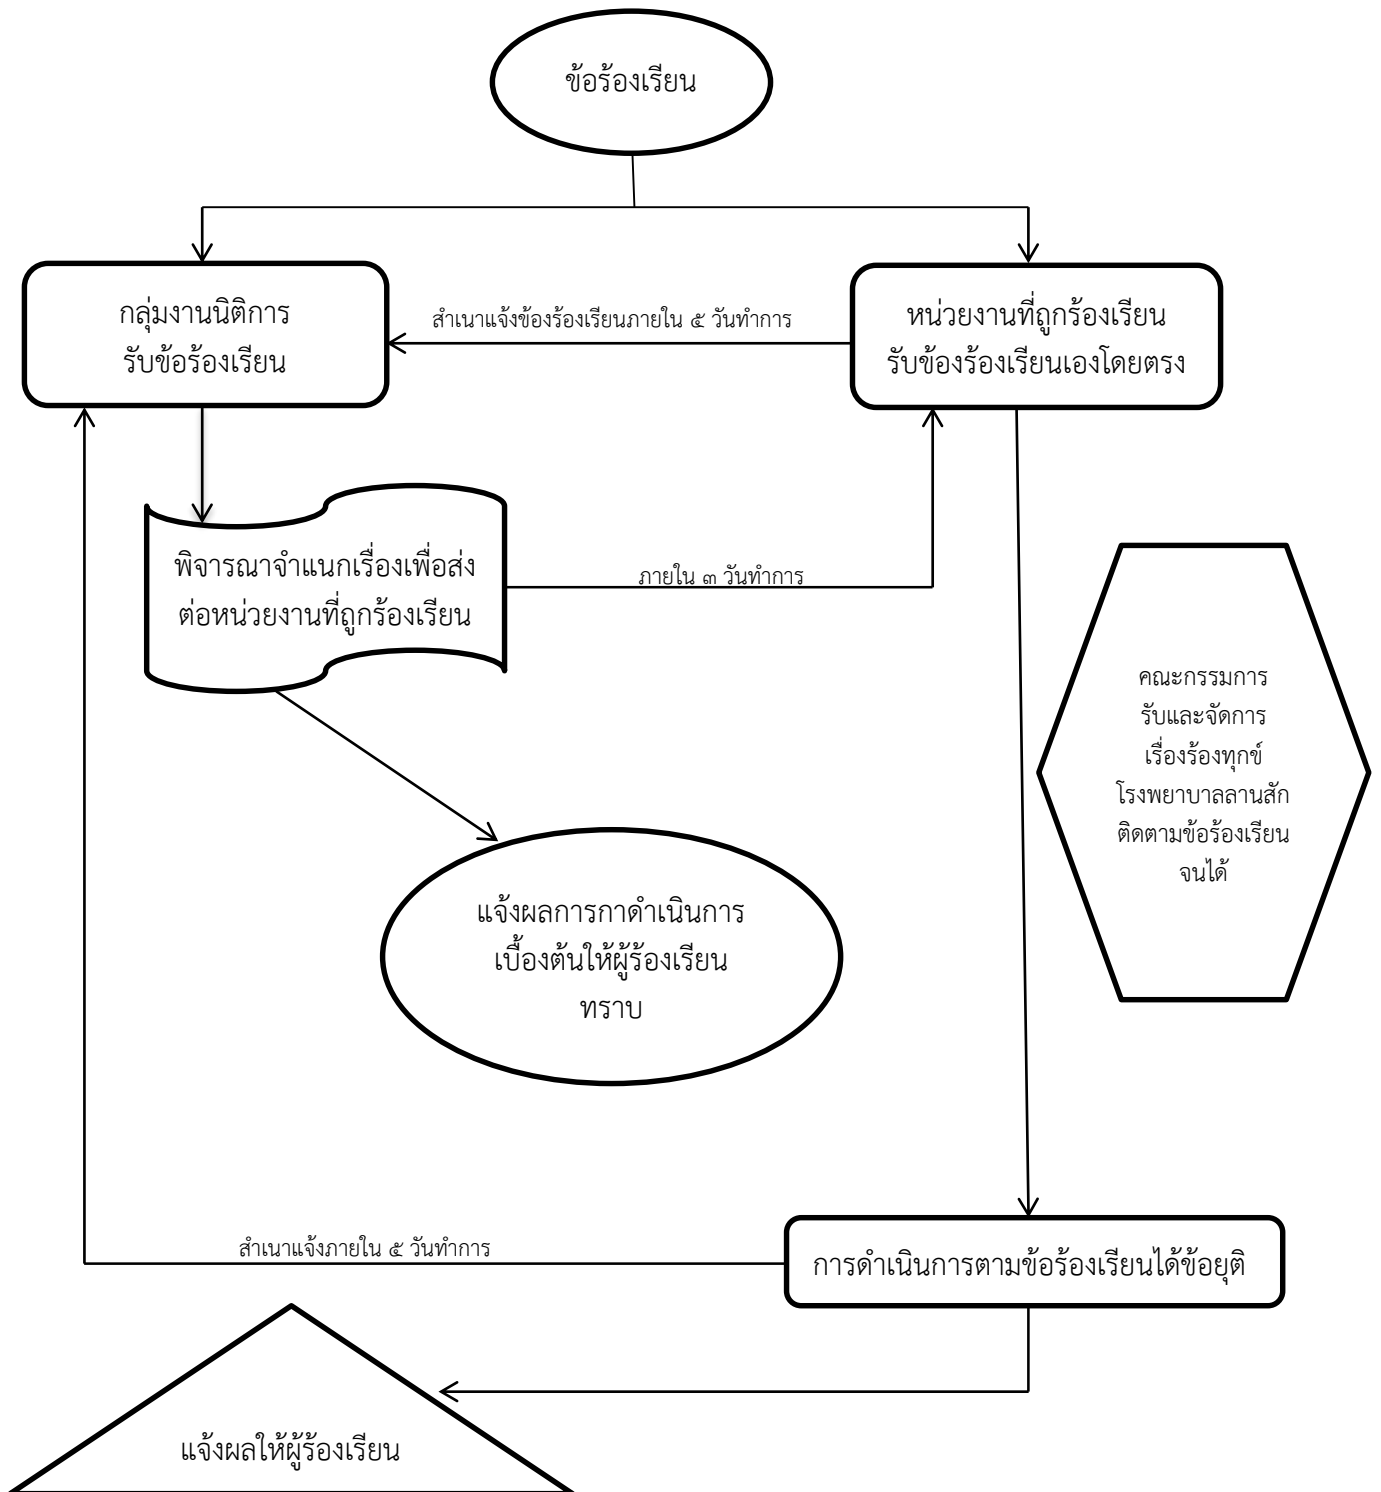 ข้อร้องเรียน
กลุ่มงานนิติการ
รับข้อร้องเรียน
สำเนาแจ้งข้องร้องเรียนภายใน ๕ วันทำการ
หน่วยงานที่ถูกร้องเรียน
รับข้องร้องเรียนเองโดยตรง
พิจารณาจำแนกเรื่องเพื่อส่ง
ต่อหน่วยงานที่ถูกร้องเรียน
ภายใน ๓ วันทำการ
คณะกรรมการ
รับและจัดการ
เรื่องร้องทุกข์
โรงพยาบาลลานสัก
ติดตามข้อร้องเรียน
จนได้
แจ้งผลการกาดำเนินการ
เบื้องต้นให้ผู้ร้องเรียน
ทราบ
สำเนาแจ้งภายใน ๕ วันทำการ
การดำเนินการตามข้อร้องเรียนได้ข้อยุติ
แจ้งผลให้ผู้ร้องเรียน